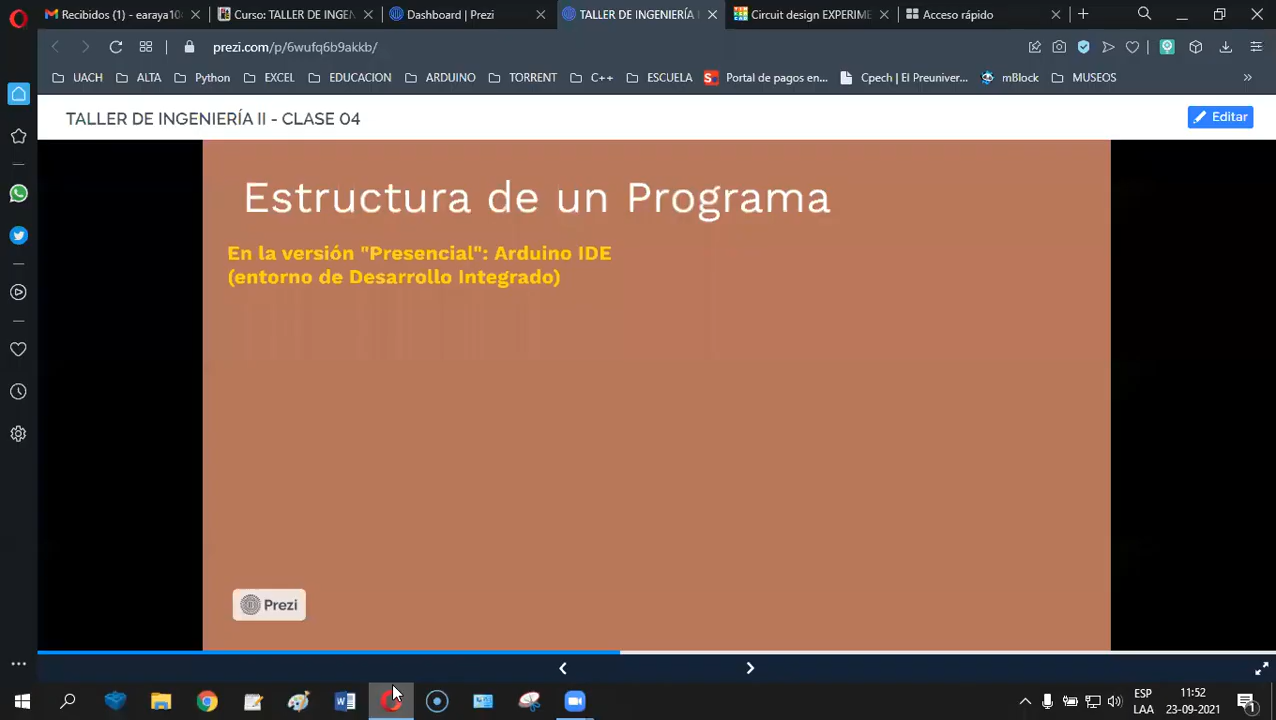 Recibidos (1) - earaya10
Curso: TALLER DE INGEN
Dashboard | Prezi
TALLER DE INGENIERÍA I
Circuit design EXPERIME
Acceso rápido
prezi.com/p/6wufq6b9akkb/
UACH
ALTA
Python
EXCEL
EDUCACION
ARDUINO
TORRENT
C++
ESCUELA
Portal de pagos en...
Cpech | El Preuniver...
mBlock
MUSEOS
TALLER DE INGENIERÍA II - CLASE 04
Editar
Estructura de un Programa
En la versión "Presencial": Arduino IDE
(entorno de Desarrollo Integrado)
Prezi
ESP
LAA
11:52
23-09-2021
1